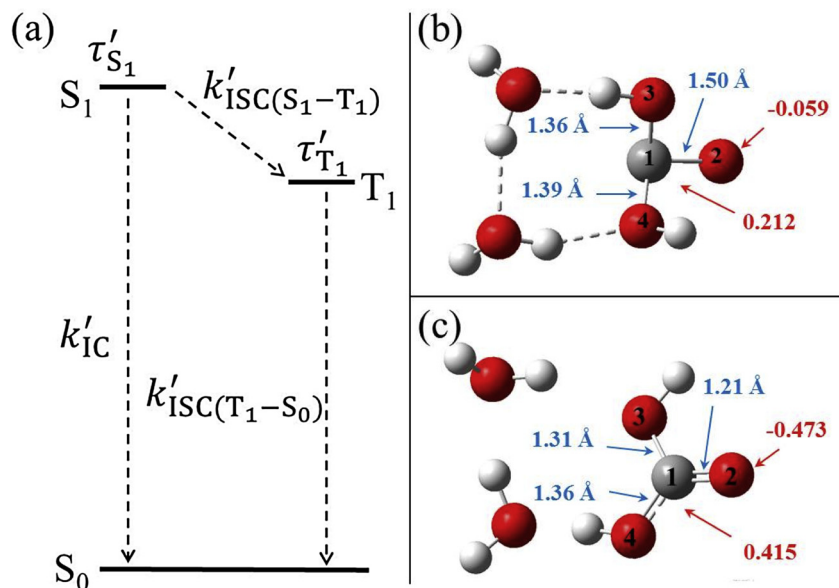 (a)
τ′S₁
S₁
k′ISC(S₁−T₁)
τ′T₁
T₁
k′IC
k′ISC(T₁−S₀)
S₀
(b)
3
1.50 Å
-0.059
1.36 Å
1
2
1.39 Å
4
0.212
(c)
1.21 Å
3
-0.473
1.31 Å
1
2
1.36 Å
4
0.415